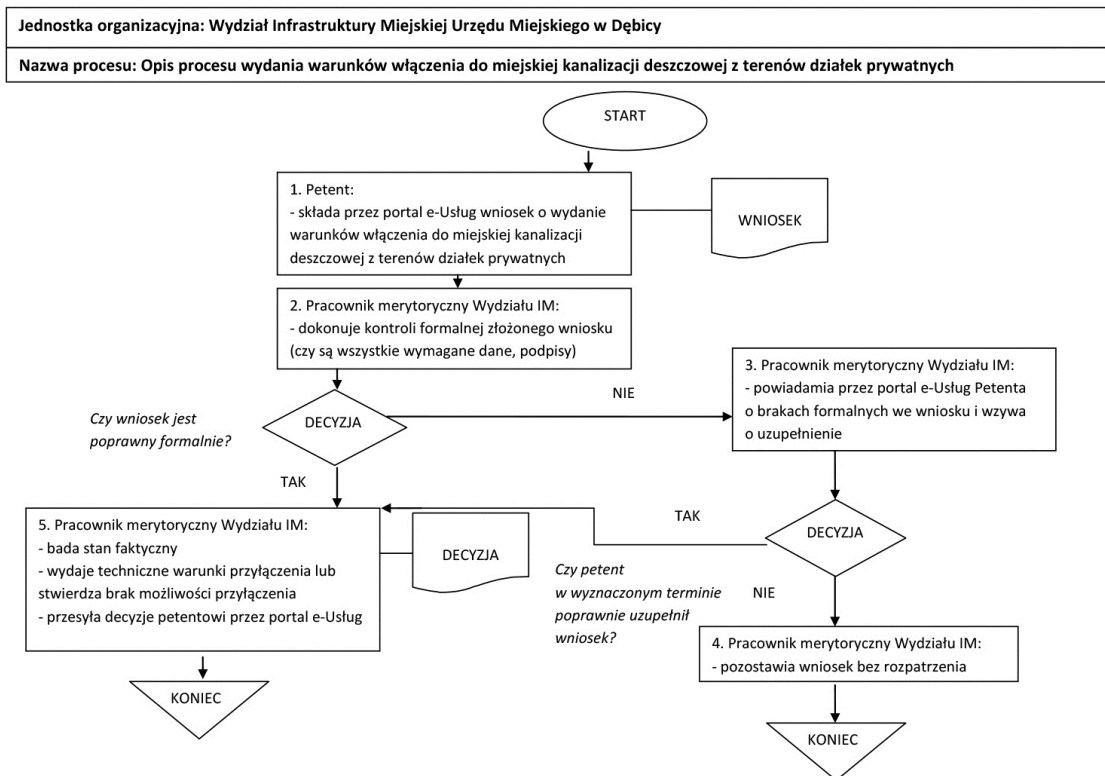 Jednostka organizacyjna: Wydział Infrastruktury Miejskiej Urzędu Miejskiego w Dębicy
Nazwa procesu: Opis procesu wydania warunków włączenia do miejskiej kanalizacji deszczowej z terenów działek prywatnych
START
1. Petent:
- składa przez portal e-Usług wniosek o wydanie
warunków włączenia do miejskiej kanalizacji
deszczowej z terenów działek prywatnych
WNIOSEK
2. Pracownik merytoryczny Wydziału IM:
- dokonuje kontroli formalnej złożonego wniosku
(czy są wszystkie wymagane dane, podpisy)
Czy wniosek jest
poprawny formalnie?
DECYZJA
NIE
3. Pracownik merytoryczny Wydziału IM:
- powiadamia przez portal e-Usług Petenta
o brakach formalnych we wniosku i wzywa
o uzupełnienie
TAK
5. Pracownik merytoryczny Wydziału IM:
- bada stan faktyczny
- wydaje techniczne warunki przyłączenia lub
stwierdza brak możliwości przyłączenia
- przesyła decyzje petentowi przez portal e-Usług
DECYZJA
TAK
DECYZJA
Czy petent
w wyznaczonym terminie
poprawnie uzupełnił
wniosek?
NIE
4. Pracownik merytoryczny Wydziału IM:
- pozostawia wniosek bez rozpatrzenia
KONIEC
KONIEC